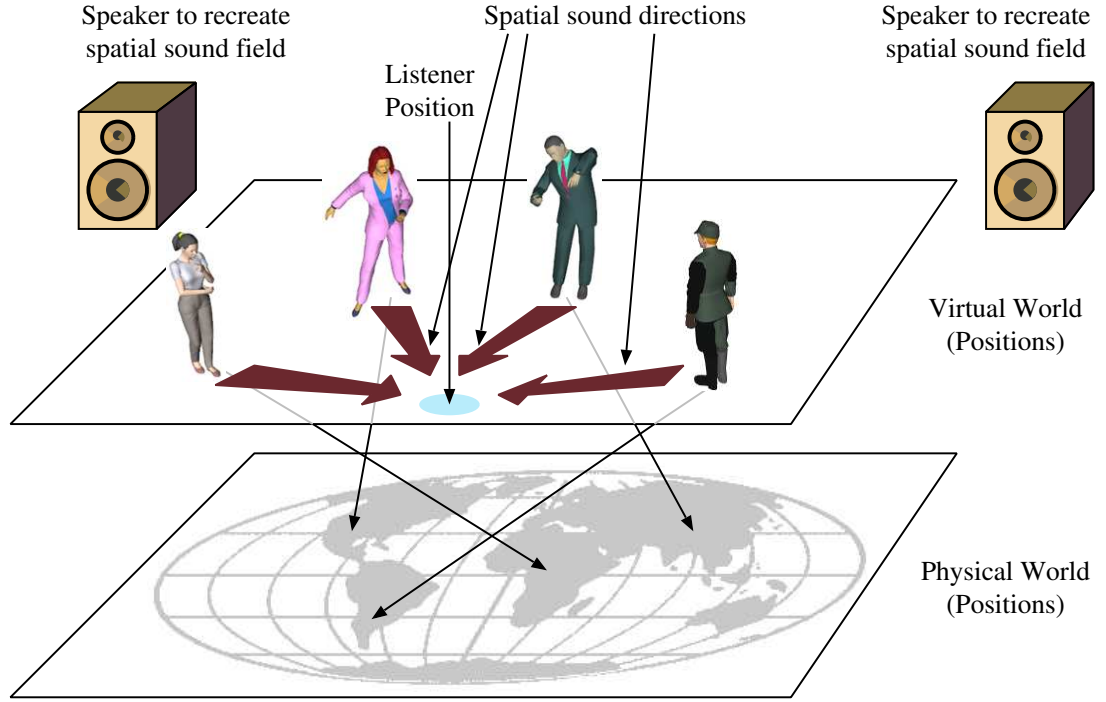 Speaker to recreate
spatial sound field
Spatial sound directions
Speaker to recreate
spatial sound field
Listener
Position
Virtual World
(Positions)
Physical World
(Positions)